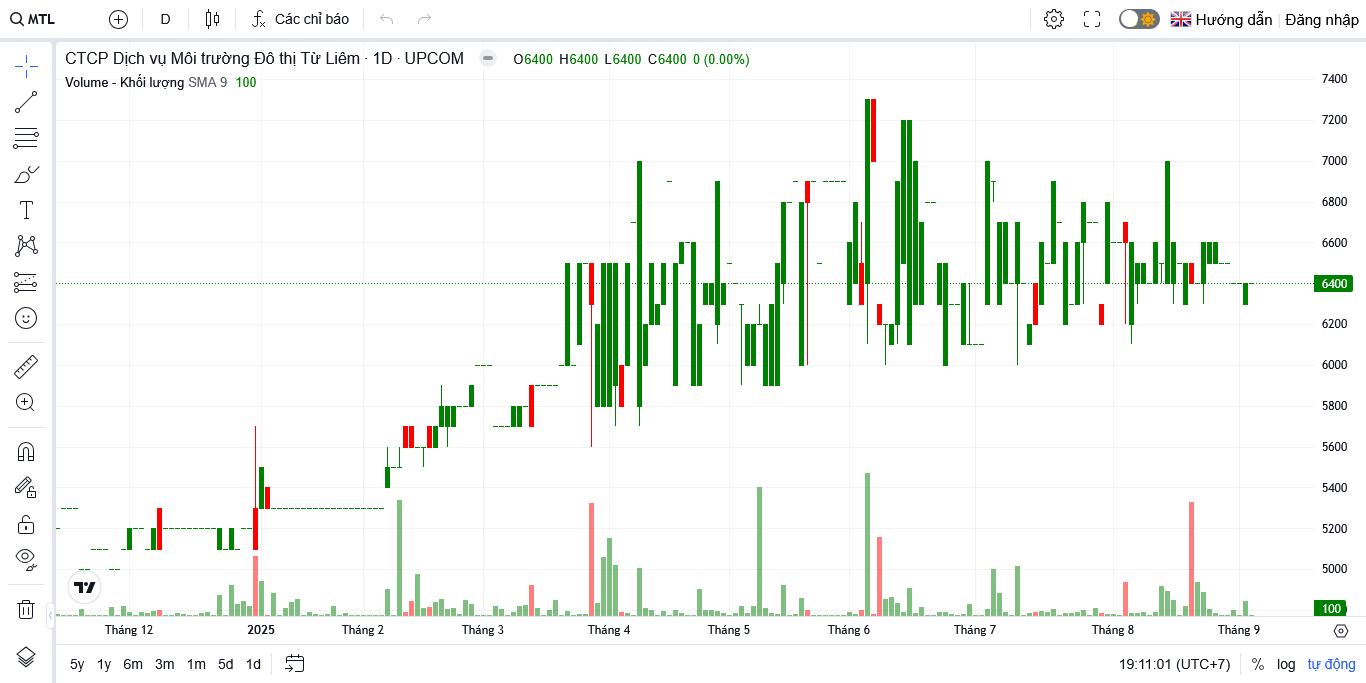 MTL D Các chỉ báo Hướng dẫn Đăng nhập
CTCP Dịch vụ Môi trường Đô thị Từ Liêm · 1D · UPCOM O6400 H6400 L6400 C6400 0 (0.00%)
Volume - Khối lượng SMA 9 100
7400
7200
7000
6800
6600
6400
6200
6000
5800
5600
5400
5200
5000
100
Tháng 12 2025 Tháng 2 Tháng 3 Tháng 4 Tháng 5 Tháng 6 Tháng 7 Tháng 8 Tháng 9
5y 1y 6m 3m 1m 5d 1d 19:11:01 (UTC+7) % log tự động